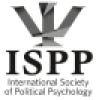 ISPP
International Society
of Political Psychology